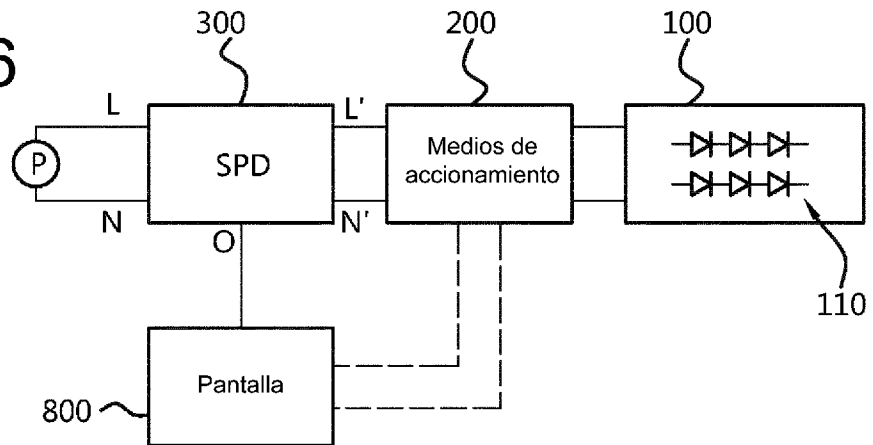 6
300
200
100
L
L'
P
SPD
Medios de
accionamiento
N
O
N'
110
Pantalla
800